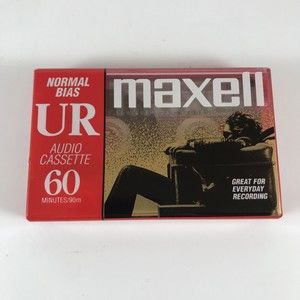 NORMAL
BIAS
UR
AUDIO
CASSETTE
60
MINUTES/90m
maxell
GREAT FOR
EVERYDAY
RECORDING